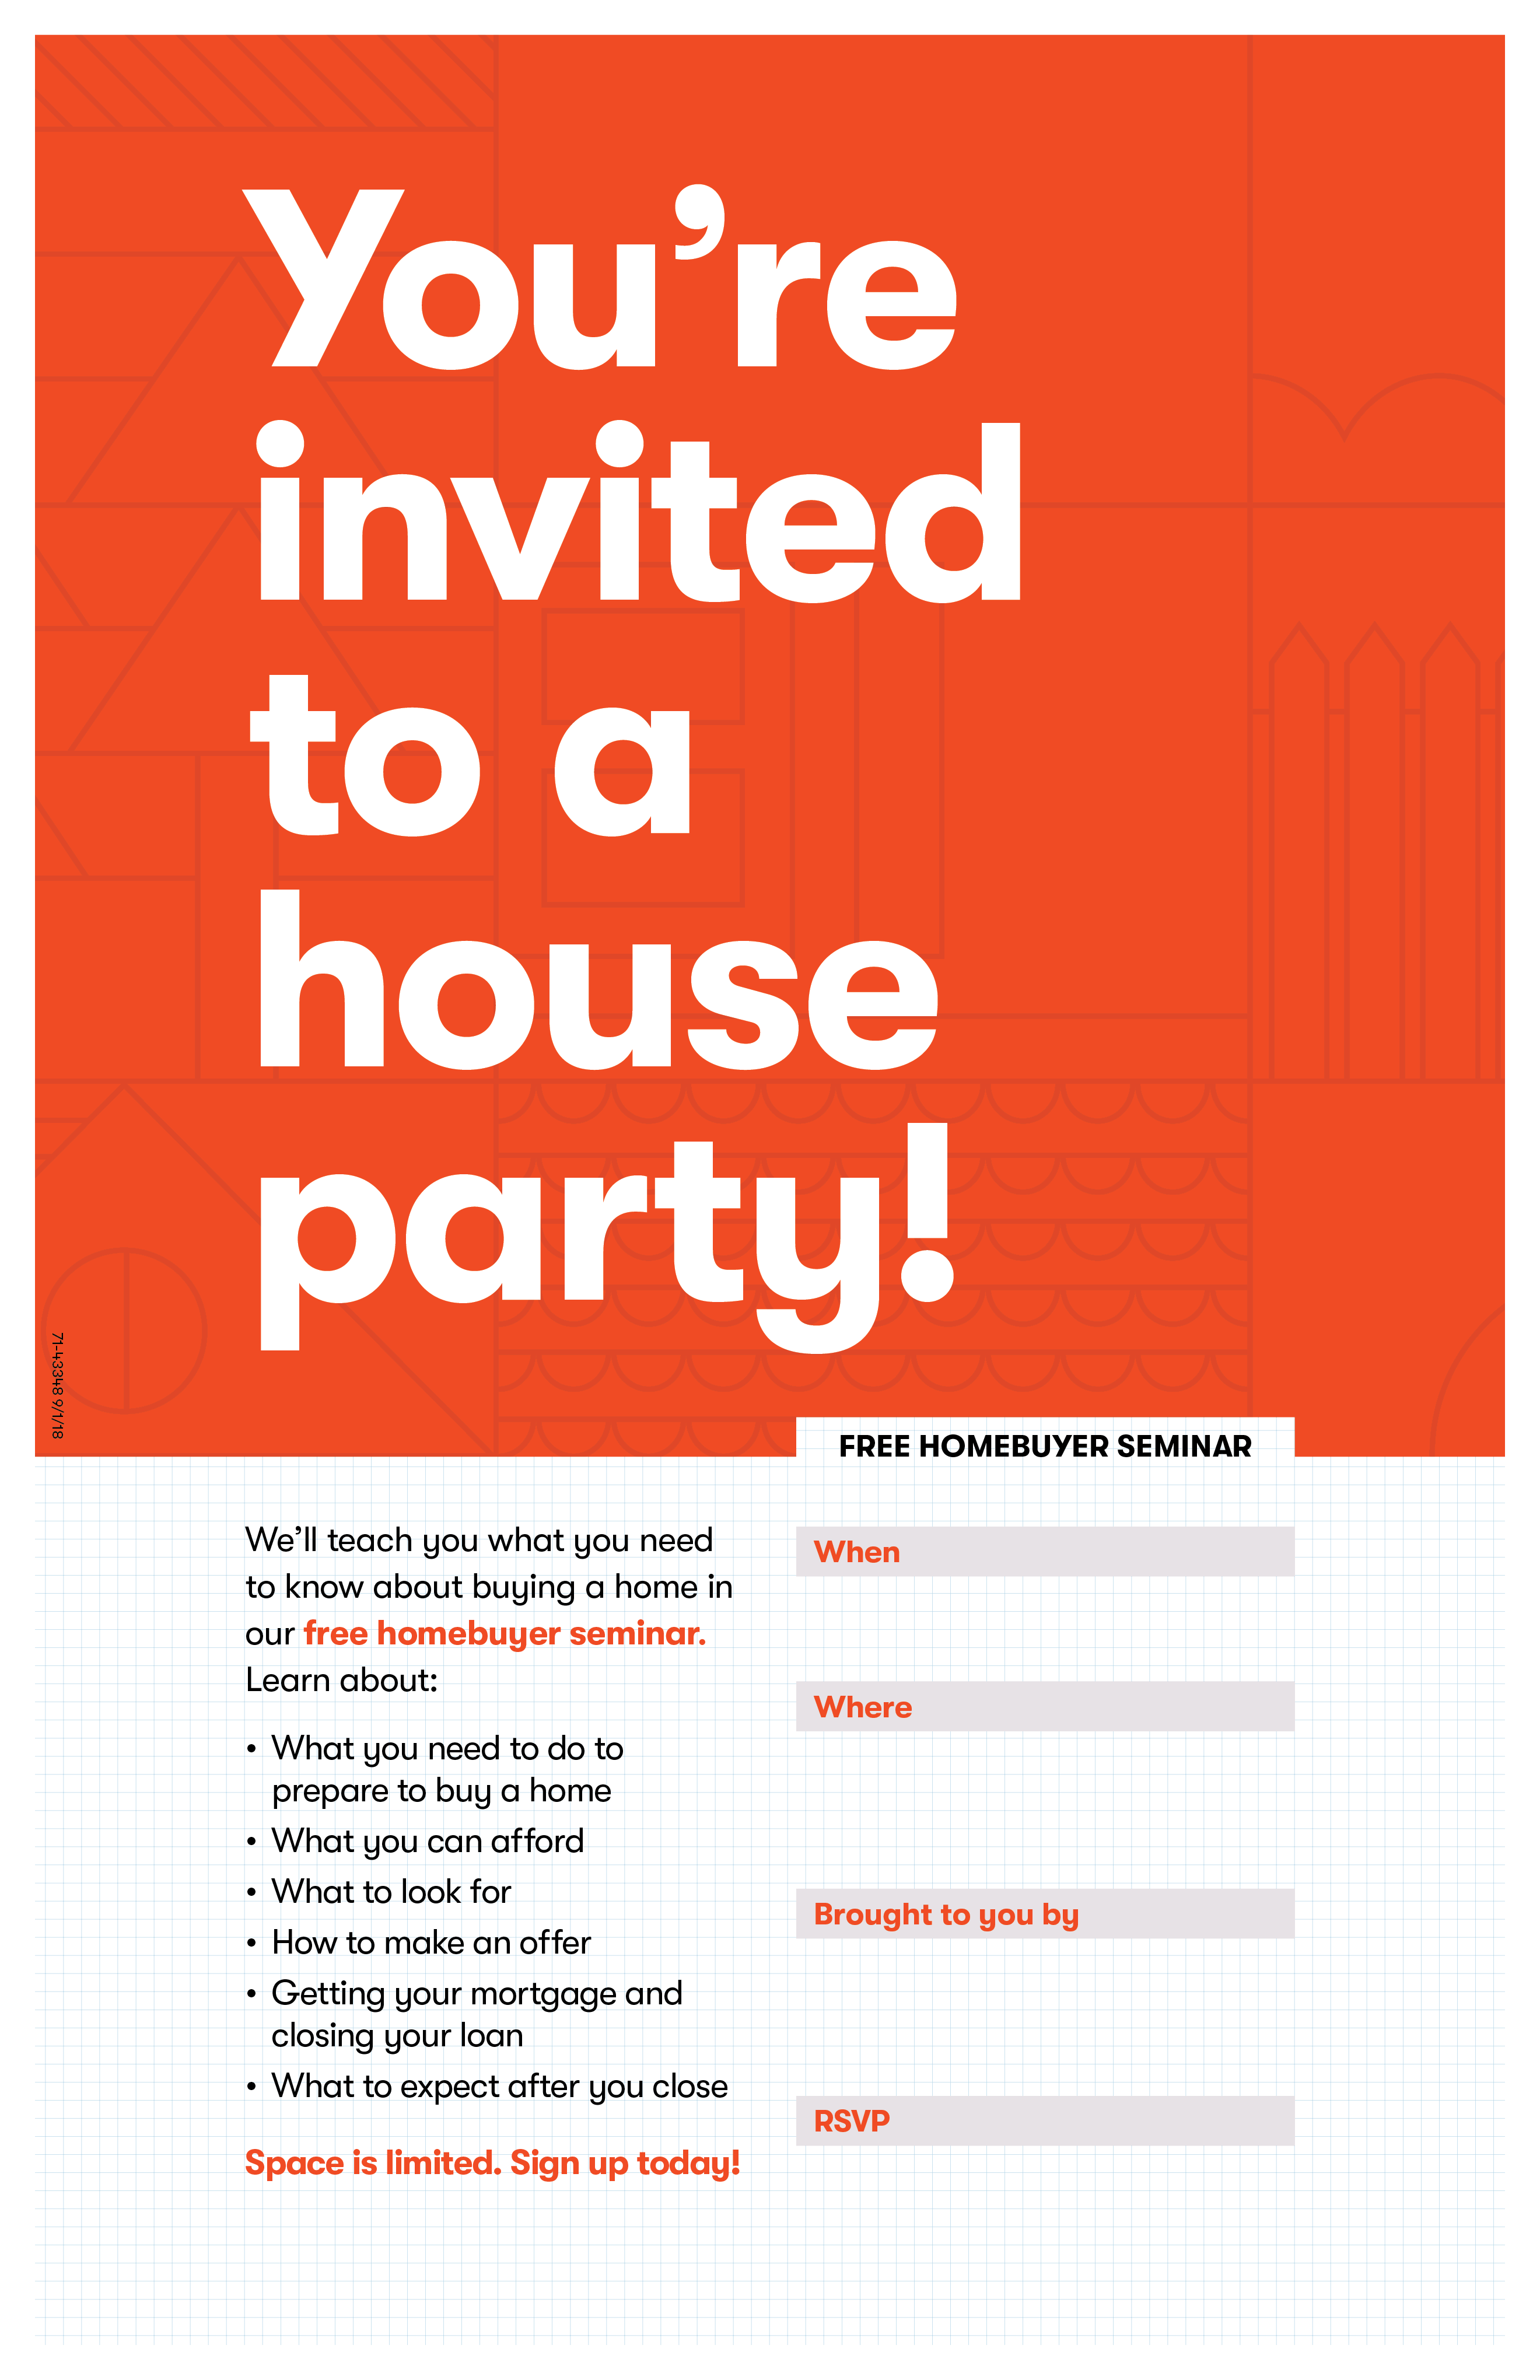 You’re
invited
to a
house
party!
71-43348 9/1/18
FREE HOMEBUYER SEMINAR
We’ll teach you what you need
to know about buying a home in
our free homebuyer seminar.
Learn about:
• What you need to do to
prepare to buy a home
• What you can afford
• What to look for
• How to make an offer
• Getting your mortgage and
closing your loan
• What to expect after you close
Space is limited. Sign up today!
When
Where
Brought to you by
RSVP